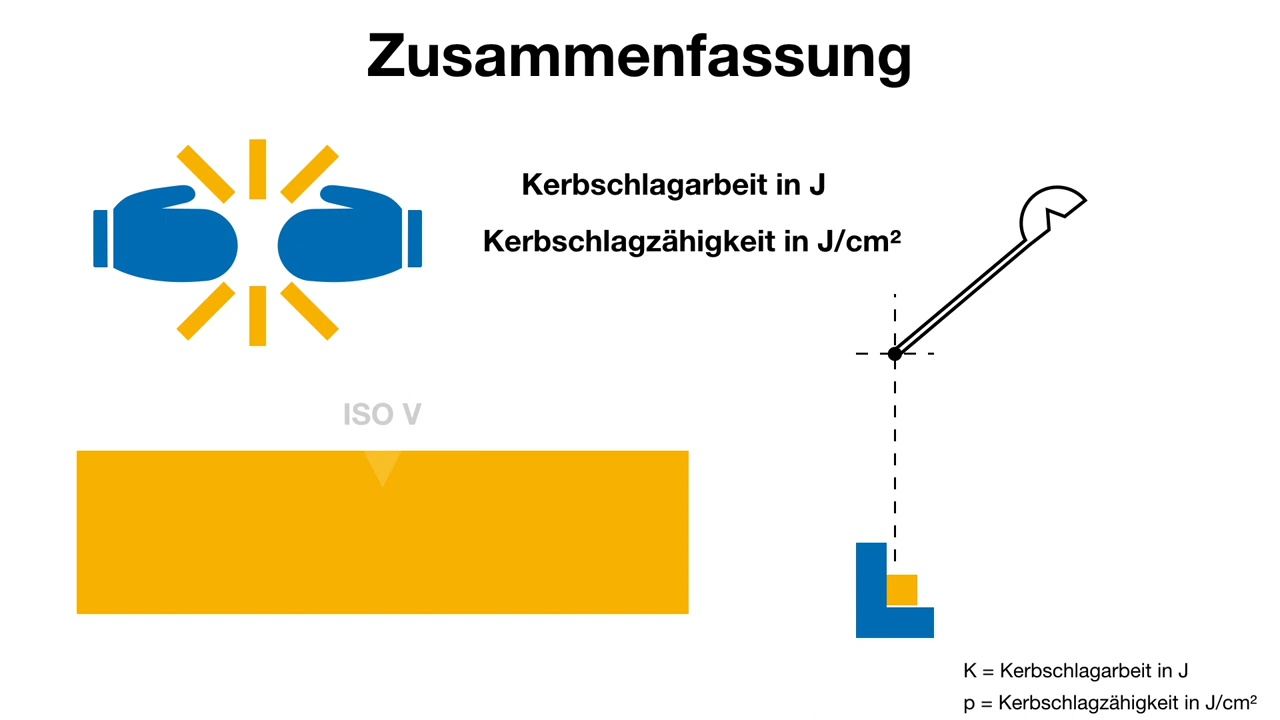 Zusammenfassung
Kerbschlagarbeit in J
Kerbschlagzähigkeit in J/cm²
ISO V
K = Kerbschlagarbeit in J
p = Kerbschlagzähigkeit in J/cm²